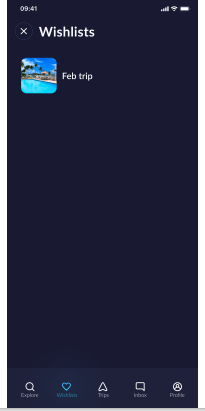 09:41
Wishlists
Feb trip
Explore Wishlists Trips Inbox Profile